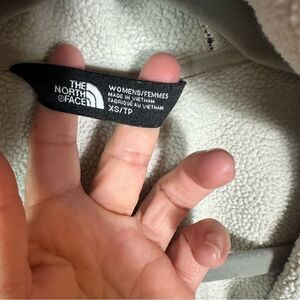 THE
NORTH
FACE
WOMENS/FEMMES
MADE IN VIETNAM
FABRIQUÉ AU VIETNAM
XS/TP